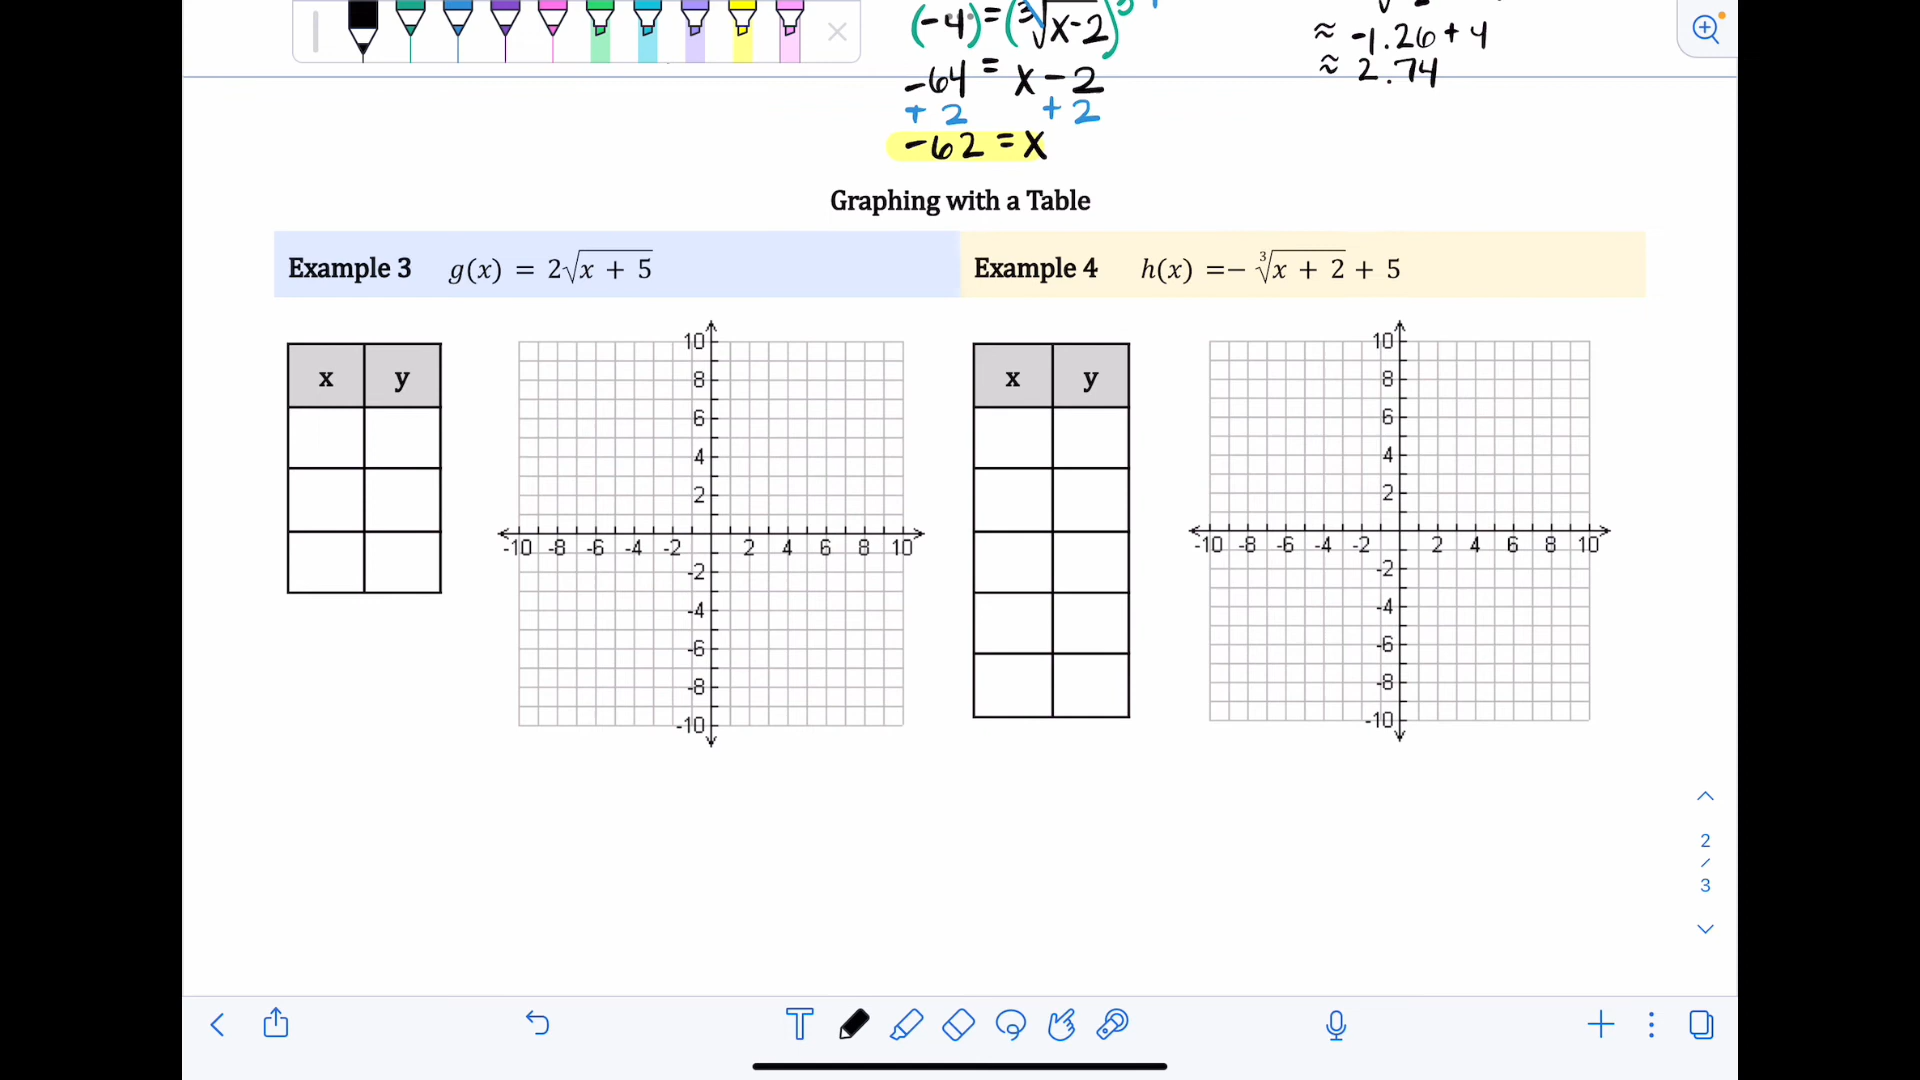 (-4) = (∛x-2)³
≈ -1.26 + 4
-64 = x - 2
≈ 2.74
+ 2 + 2
-62 = x
Graphing with a Table
Example 3 g(x) = 2√x + 5
Example 4 h(x) =− ∛x + 2 + 5
x y
10
8
6
4
2
-10 -8 -6 -4 -2 2 4 6 8 10
-2
-4
-6
-8
-10
x y
10
8
6
4
2
-10 -8 -6 -4 -2 2 4 6 8 10
-2
-4
-6
-8
-10
2
/
3
T